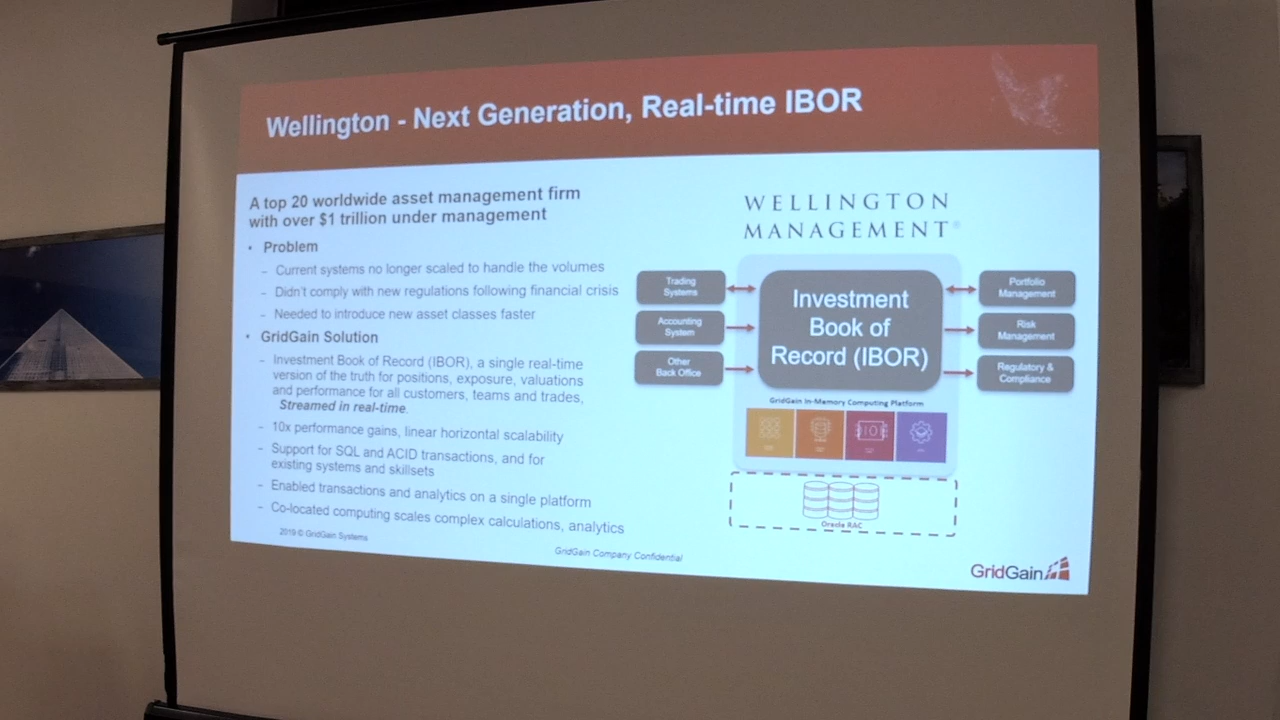 Wellington - Next Generation, Real-time IBOR
A top 20 worldwide asset management firm
with over $1 trillion under management
• Problem
– Current systems no longer scaled to handle the volumes
– Didn't comply with new regulations following financial crisis
– Needed to introduce new asset classes faster
• GridGain Solution
– Investment Book of Record (IBOR), a single real-time
version of the truth for positions, exposure, valuations
and performance for all customers, teams and trades,
Streamed in real-time.
– 10x performance gains, linear horizontal scalability
– Support for SQL and ACID transactions, and for
existing systems and skillsets
– Enabled transactions and analytics on a single platform
– Co-located computing scales complex calculations, analytics
WELLINGTON
MANAGEMENT®
Trading
Systems
Accounting
System
Other
Back Office
Investment
Book of
Record (IBOR)
Portfolio
Management
Risk
Management
Regulatory &
Compliance
GridGain In-Memory Computing Platform
Oracle RAC
2019 © GridGain Systems
GridGain Company Confidential
GridGain